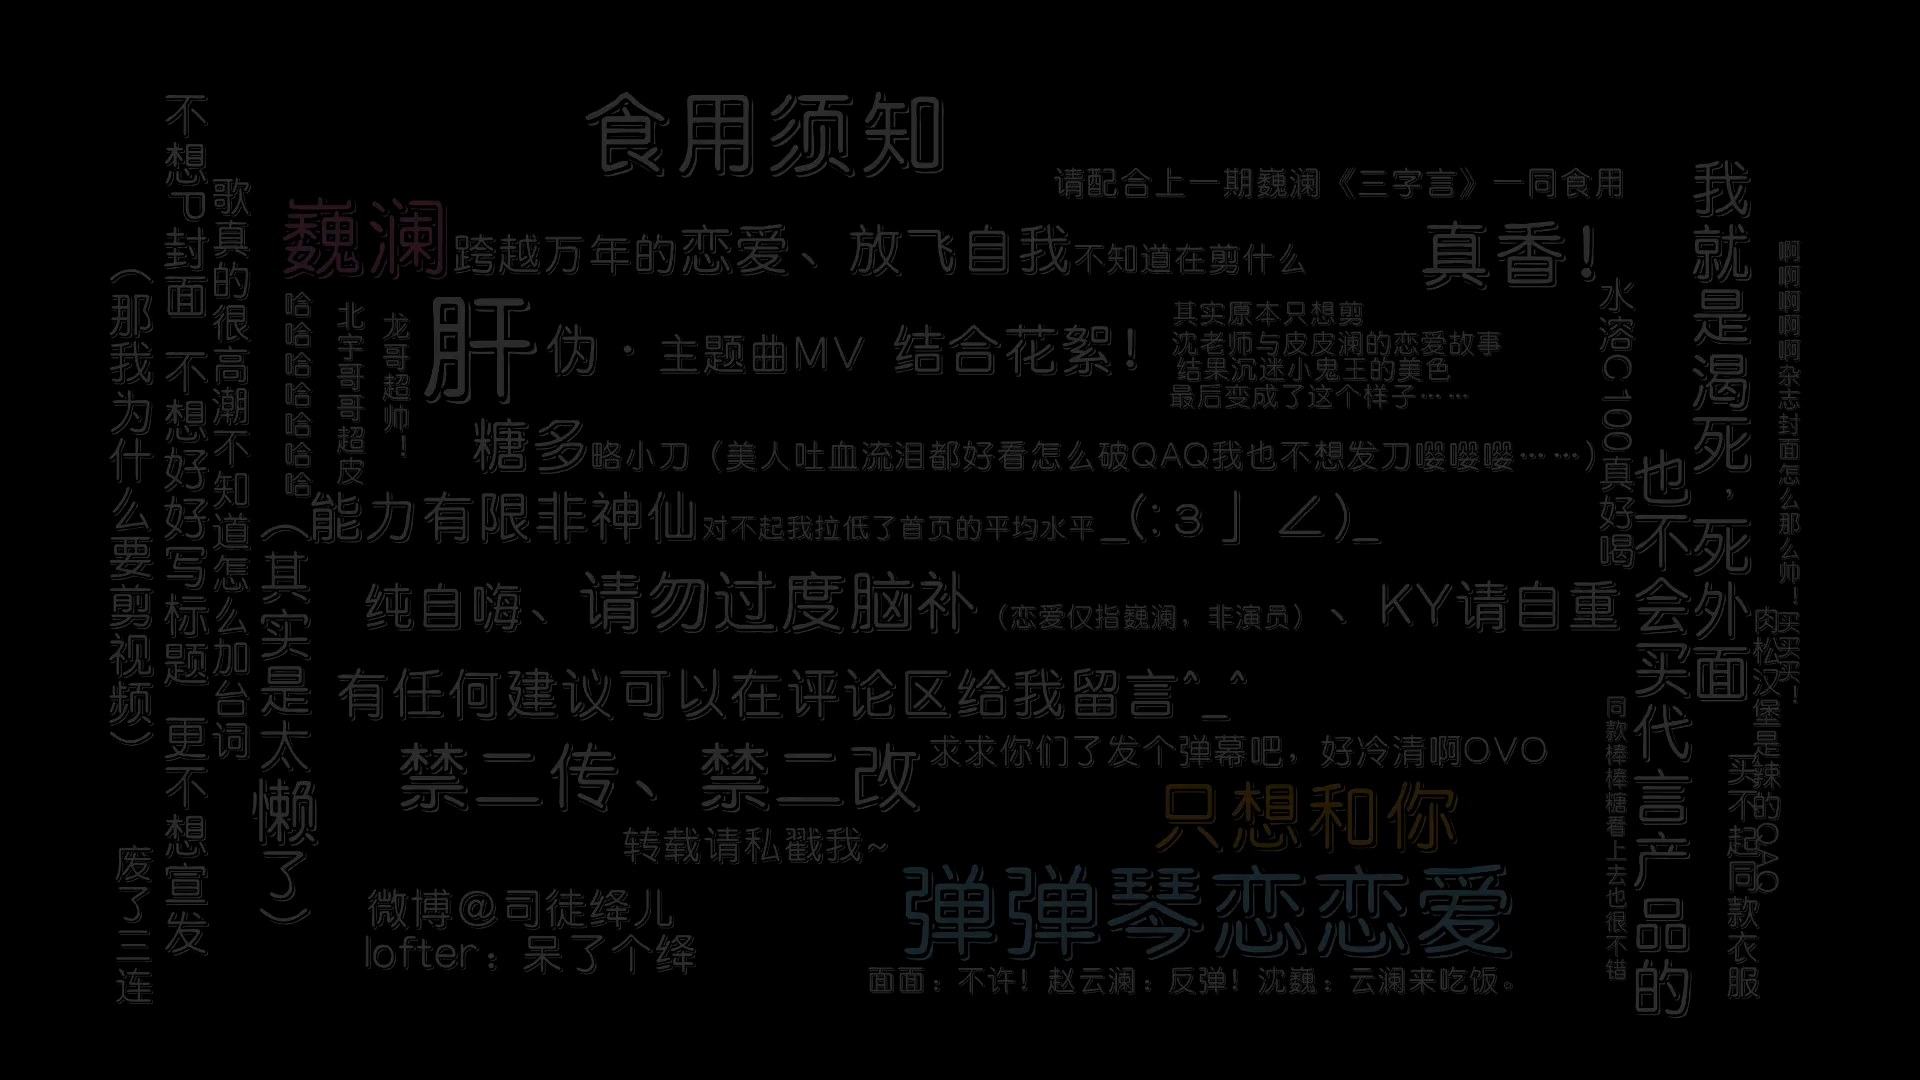 食用须知
请配合上一期巍澜《三字言》一同食用
巍澜跨越万年的恋爱、放飞自我不知道在剪什么
真香！
肝伪·主题曲MV 结合花絮！
其实原本只想剪
沈老师与皮皮澜的恋爱故事
结果沉迷小鬼王的美色
最后变成了这个样子……
糖多略小刀（美人吐血流泪都好看怎么破QAQ我也不想发刀嘤嘤嘤……）
能力有限非神仙对不起我拉低了首页的平均水平_(:з」∠)_
纯自嗨、请勿过度脑补（恋爱仅指巍澜，非演员）、KY请自重
有任何建议可以在评论区给我留言^_^
禁二传、禁二改求求你们了发个弹幕吧，好冷清啊OVO
转载请私戳我~
只想和你
弹弹琴恋恋爱
微博@司徒绛儿
lofter：呆了个绛
面面：不许！赵云澜：反弹！沈巍：云澜来吃饭。
（那我为什么要剪视频）
废了三连
不想P封面 不想好好写标题 更不想宣发
歌真的很高潮不知道怎么加台词
（其实是太懒了）
哈哈哈哈哈哈哈
北宇哥哥超皮
龙哥超帅！
水溶C100真好喝
同款棒棒糖看上去也很不错
我就是渴死，死外面
也不会买代言产品的
啊啊啊啊啊杂志封面怎么那么帅！买买买！
肉松汉堡是辣的QAQ
买不起同款衣服